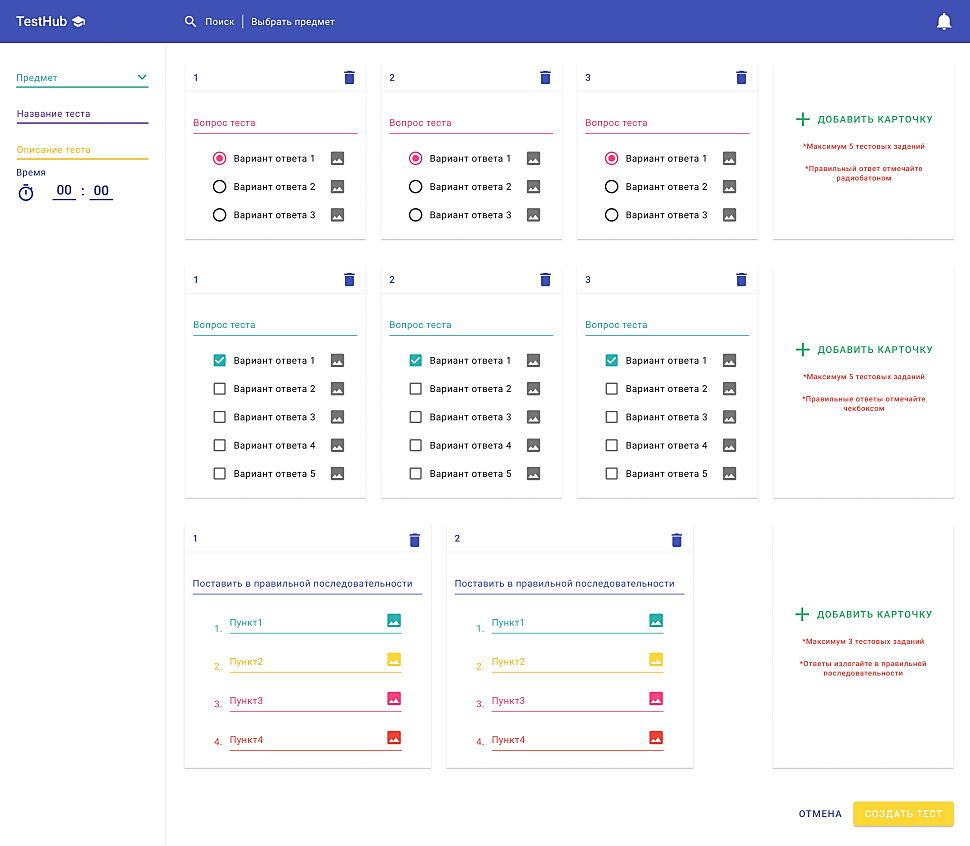 TestHub
Поиск
Выбрать предмет
Предмет
Название теста
Описание теста
Время
00 : 00
1
Вопрос теста
Вариант ответа 1
Вариант ответа 2
Вариант ответа 3
2
Вопрос теста
Вариант ответа 1
Вариант ответа 2
Вариант ответа 3
3
Вопрос теста
Вариант ответа 1
Вариант ответа 2
Вариант ответа 3
ДОБАВИТЬ КАРТОЧКУ
*Максимум 5 тестовых заданий
*Правильный ответ отмечайте
радиобатоном
1
Вопрос теста
Вариант ответа 1
Вариант ответа 2
Вариант ответа 3
Вариант ответа 4
Вариант ответа 5
2
Вопрос теста
Вариант ответа 1
Вариант ответа 2
Вариант ответа 3
Вариант ответа 4
Вариант ответа 5
3
Вопрос теста
Вариант ответа 1
Вариант ответа 2
Вариант ответа 3
Вариант ответа 4
Вариант ответа 5
ДОБАВИТЬ КАРТОЧКУ
*Максимум 5 тестовых заданий
*Правильные ответы отмечайте
чекбоксом
1
Поставить в правильной последовательности
1. Пункт1
2. Пункт2
3. Пункт3
4. Пункт4
2
Поставить в правильной последовательности
1. Пункт1
2. Пункт2
3. Пункт3
4. Пункт4
ДОБАВИТЬ КАРТОЧКУ
*Максимум 3 тестовых заданий
*Ответы излогайте в правильной
последовательности
ОТМЕНА
СОЗДАТЬ ТЕСТ